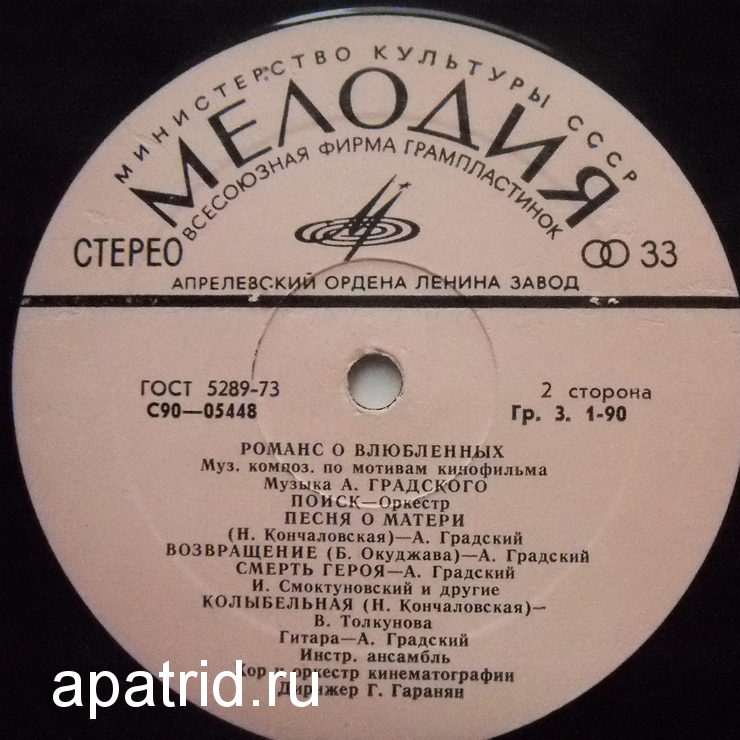 МИНИСТЕРСТВО КУЛЬТУРЫ СССР
МЕЛОДИЯ
ВСЕСОЮЗНАЯ ФИРМА ГРАМПЛАСТИНОК
СТЕРЕО
33
АПРЕЛЕВСКИЙ ОРДЕНА ЛЕНИНА ЗАВОД
ГОСТ 5289-73 2 сторона
С90—05448 Гр. 3. 1-90
РОМАНС О ВЛЮБЛЕННЫХ
Муз. композ. по мотивам кинофильма
Музыка А. ГРАДСКОГО
ПОИСК—Оркестр
ПЕСНЯ О МАТЕРИ
(Н. Кончаловская)—А. Градский
ВОЗВРАЩЕНИЕ (Б. Окуджава)—А. Градский
СМЕРТЬ ГЕРОЯ—А. Градский
И. Смоктуновский и другие
КОЛЫБЕЛЬНАЯ (Н. Кончаловская)—
В. Толкунова
Гитара—А. Градский
Инстр. ансамбль
Хор и оркестр кинематографии
Дирижер Г. Гаранян
apatrid.ru